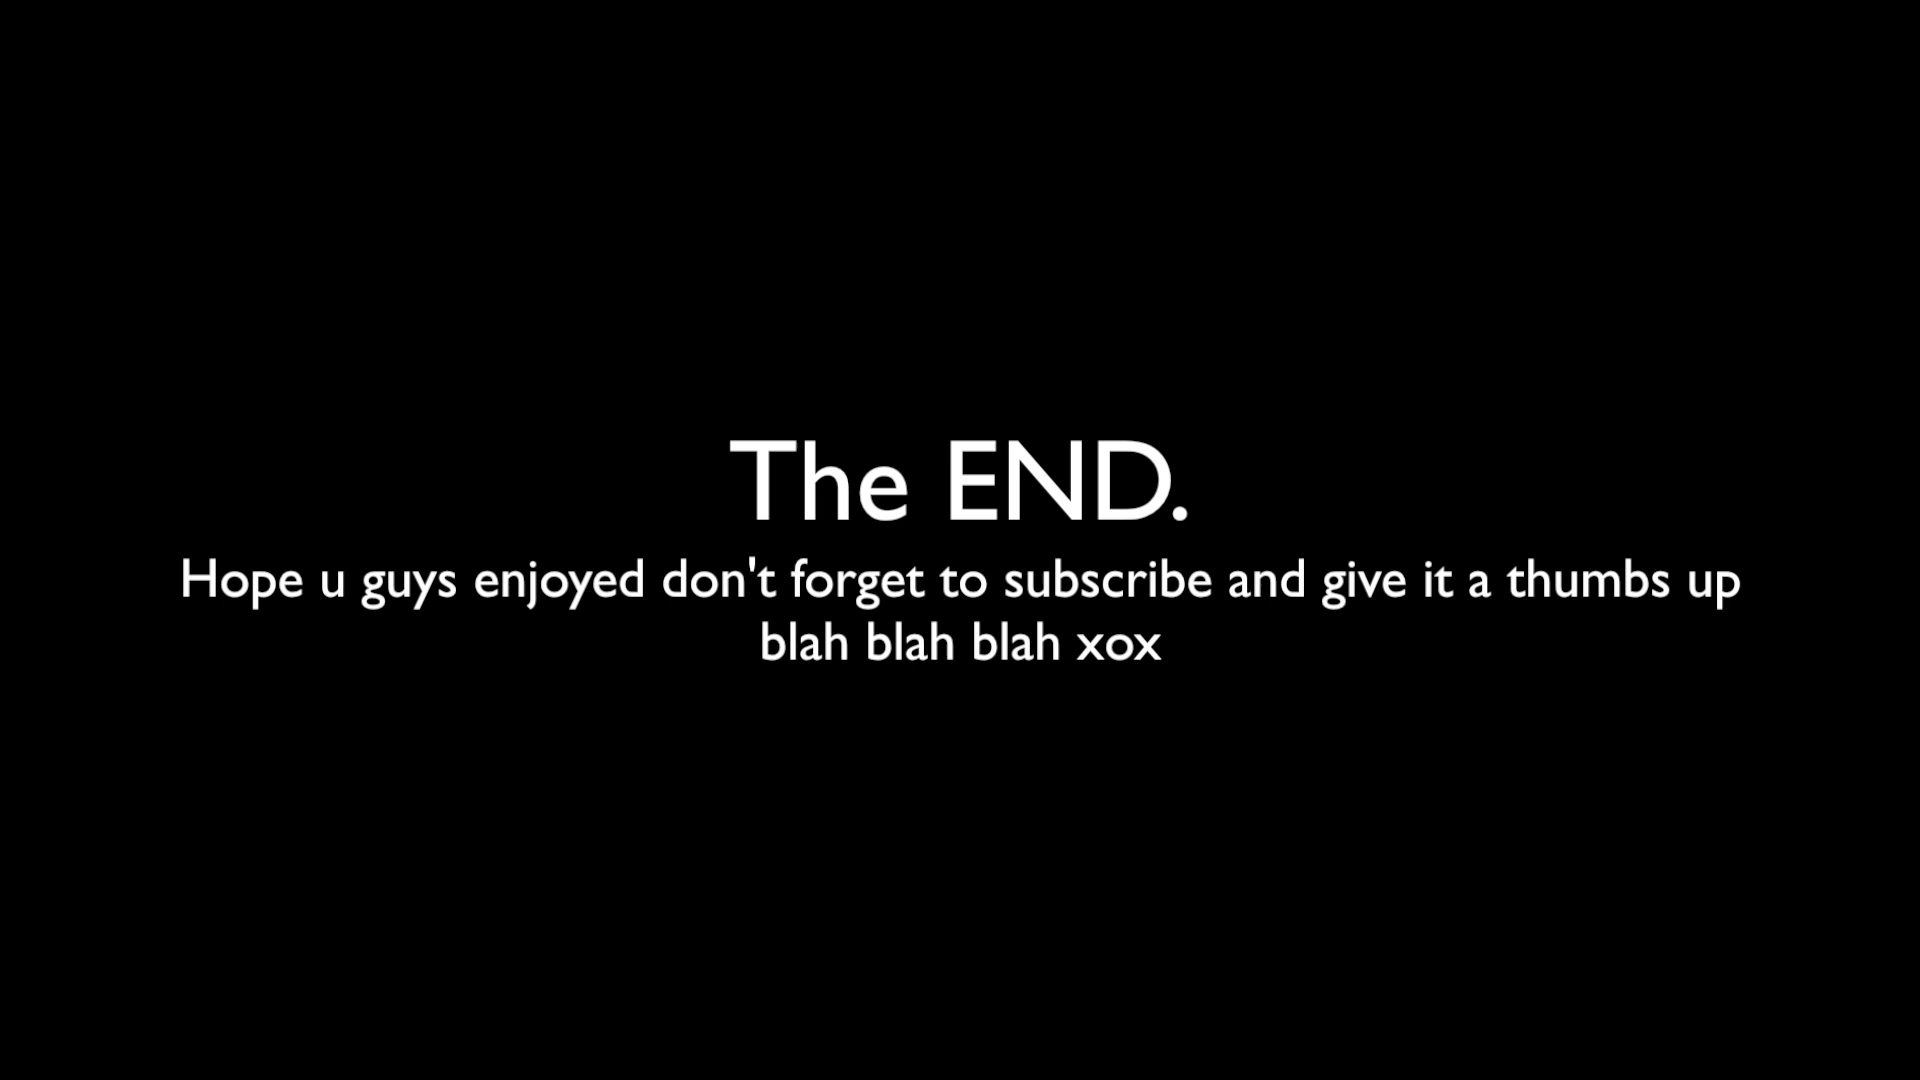 The END.
Hope u guys enjoyed don't forget to subscribe and give it a thumbs up
blah blah blah xox